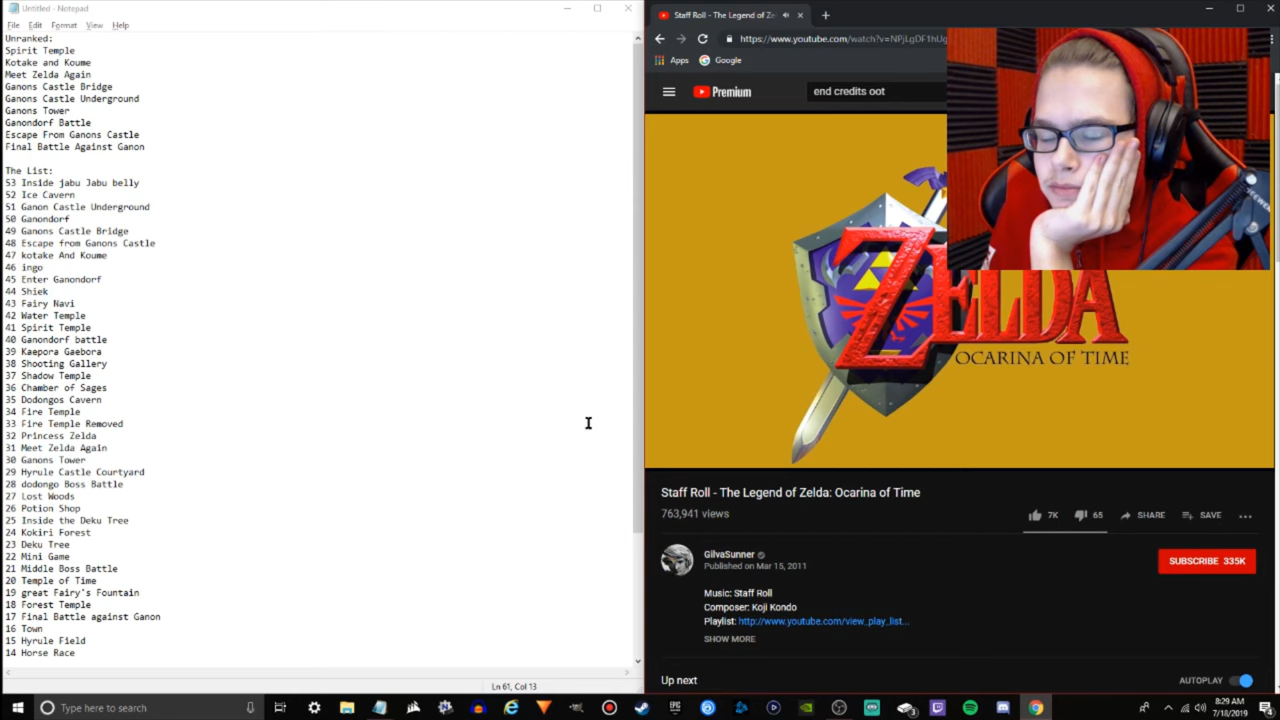 Untitled - Notepad
File Edit Format View Help
Unranked:
Spirit Temple
Kotake and Koume
Meet Zelda Again
Ganons Castle Bridge
Ganons Castle Underground
Ganons Tower
Ganondorf Battle
Escape From Ganons Castle
Final Battle Against Ganon
The List:
53 Inside jabu Jabu belly
52 Ice Cavern
51 Ganon Castle Underground
50 Ganondorf
49 Ganons Castle Bridge
48 Escape from Ganons Castle
47 kotake And Koume
46 ingo
45 Enter Ganondorf
44 Shiek
43 Fairy Navi
42 Water Temple
41 Spirit Temple
40 Ganondorf battle
39 Kaepora Gaebora
38 Shooting Gallery
37 Shadow Temple
36 Chamber of Sages
35 Dodongos Cavern
34 Fire Temple
33 Fire Temple Removed
32 Princess Zelda
31 Meet Zelda Again
30 Ganons Tower
29 Hyrule Castle Courtyard
28 dodongo Boss Battle
27 Lost Woods
26 Potion Shop
25 Inside the Deku Tree
24 Kokiri Forest
23 Deku Tree
22 Mini Game
21 Middle Boss Battle
20 Temple of Time
19 great Fairy's Fountain
18 Forest Temple
17 Final Battle against Ganon
16 Town
15 Hyrule Field
14 Horse Race
Ln 61, Col 13
Staff Roll - The Legend of Ze
https://www.youtube.com/watch?v=NPjLgDF1hUg
Apps Google
Premium
end credits oot
ZELDA
OCARINA OF TIME
Staff Roll - The Legend of Zelda: Ocarina of Time
763,941 views
7K 65 SHARE SAVE
GilvaSunner
Published on Mar 15, 2011
SUBSCRIBE 335K
Music: Staff Roll
Composer: Koji Kondo
Playlist: http://www.youtube.com/view_play_list...
SHOW MORE
Up next
AUTOPLAY
Type here to search
EPIC
GAMES
8:29 AM
7/18/2019